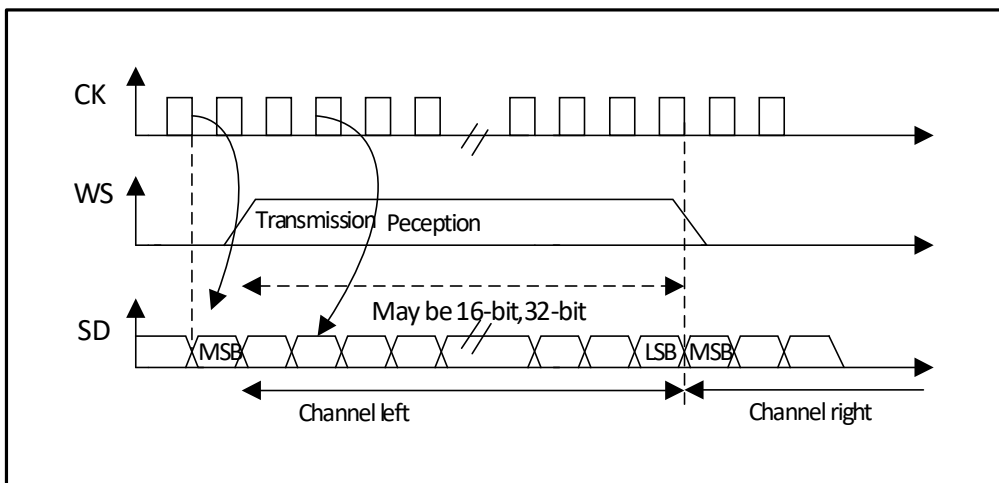 CK
WS
Transmission Peception
May be 16-bit,32-bit
SD
MSB
LSB
MSB
Channel left
Channel right